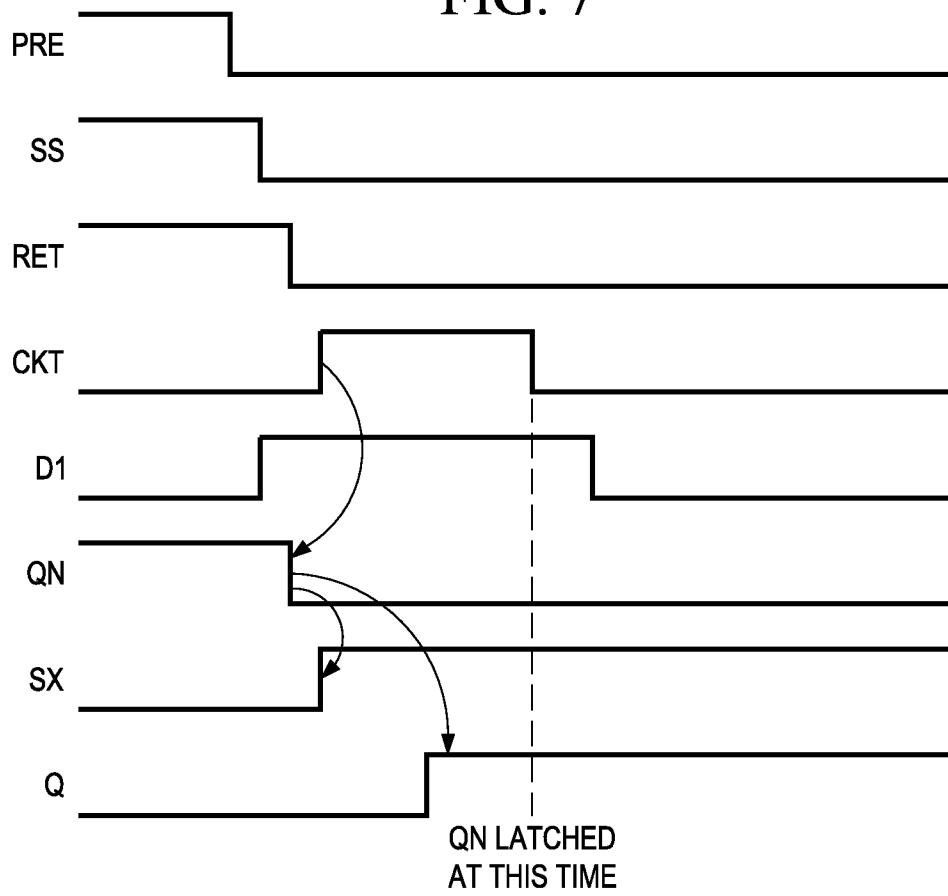 FIG. 7
PRE
SS
RET
CKT
D1
QN
SX
Q
QN LATCHED
AT THIS TIME